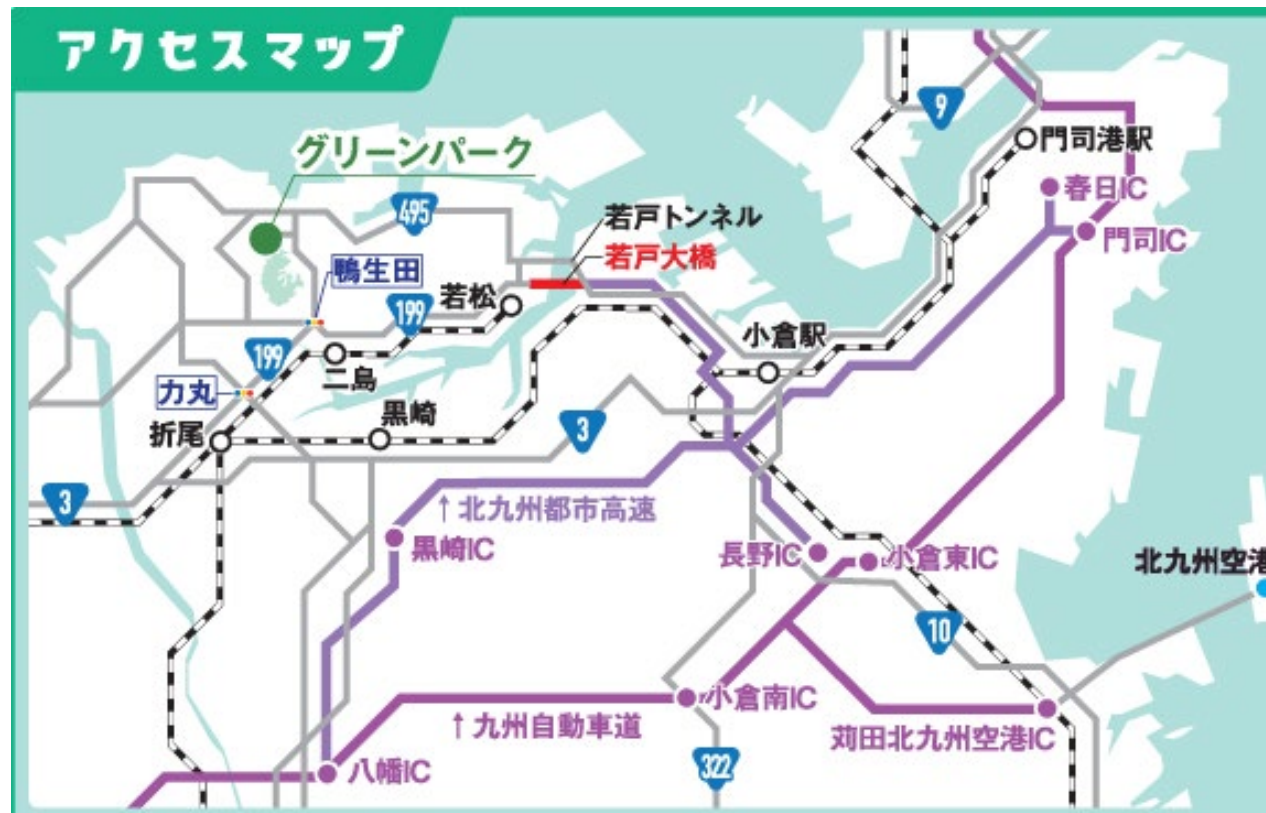 アクセスマップ
9
門司港駅
グリーンパーク
春日IC
495
若戸トンネル
門司IC
若戸大橋
鴨生田
若松
199
小倉駅
199
二島
力丸
黒崎
折尾
3
3
↑北九州都市高速
黒崎IC
長野IC
小倉東IC
北九州空港
10
小倉南IC
↑九州自動車道
苅田北九州空港IC
八幡IC
322